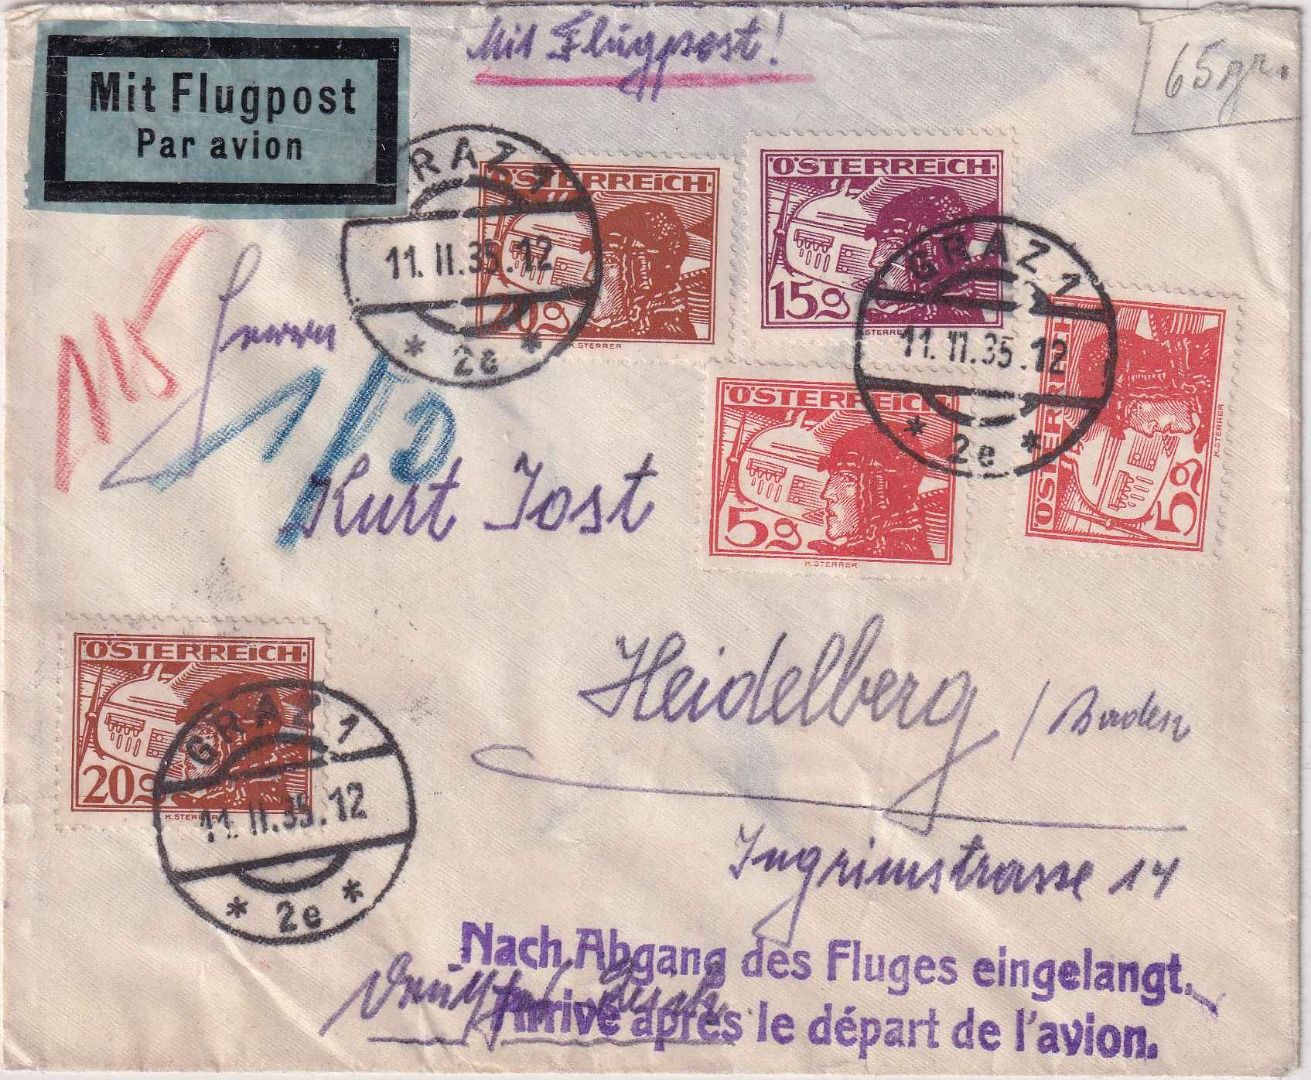 Mit Flugpost!
65gr.
Mit Flugpost
Par avion
ÖSTERREICH
20g
K.STERRER
GRAZ 1
11. II. 35. 12
* 2e *
ÖSTERREICH
15g
STERRER
GRAZ 1
11. II. 35. 12
* 2e *
ÖSTERREICH
5g
K.STERRER
ÖSTERREICH
5g
K.STERRER
115
Herrn
Kurt Jost
ÖSTERREICH
20g
K.STERRER
GRAZ 1
11. II. 35. 12
* 2e *
Heidelberg / Baden
Ingrimstrasse 14
Nach Abgang des Fluges eingelangt.
Arrivé après le départ de l'avion.